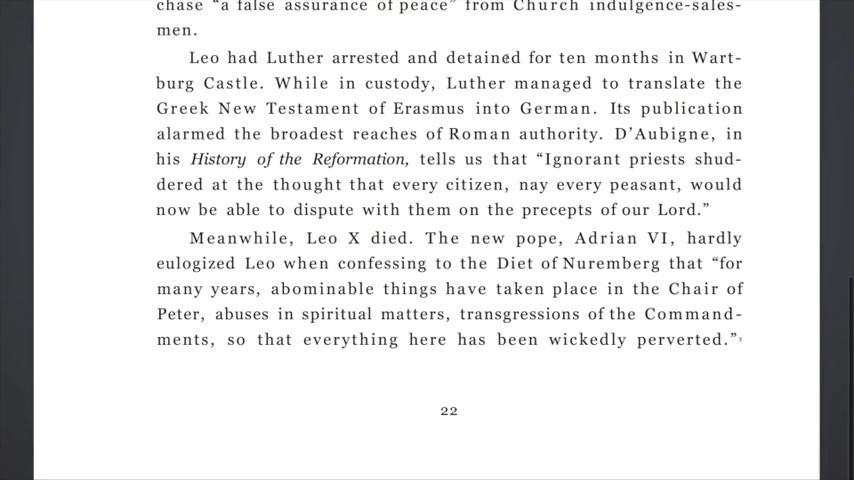 chase “a false assurance of peace” from Church indulgence-sales-
men.
Leo had Luther arrested and detained for ten months in Wart-
burg Castle. While in custody, Luther managed to translate the
Greek New Testament of Erasmus into German. Its publication
alarmed the broadest reaches of Roman authority. D’Aubigne, in
his History of the Reformation, tells us that “Ignorant priests shud-
dered at the thought that every citizen, nay every peasant, would
now be able to dispute with them on the precepts of our Lord.”
Meanwhile, Leo X died. The new pope, Adrian VI, hardly
eulogized Leo when confessing to the Diet of Nuremberg that “for
many years, abominable things have taken place in the Chair of
Peter, abuses in spiritual matters, transgressions of the Command-
ments, so that everything here has been wickedly perverted.”³
22